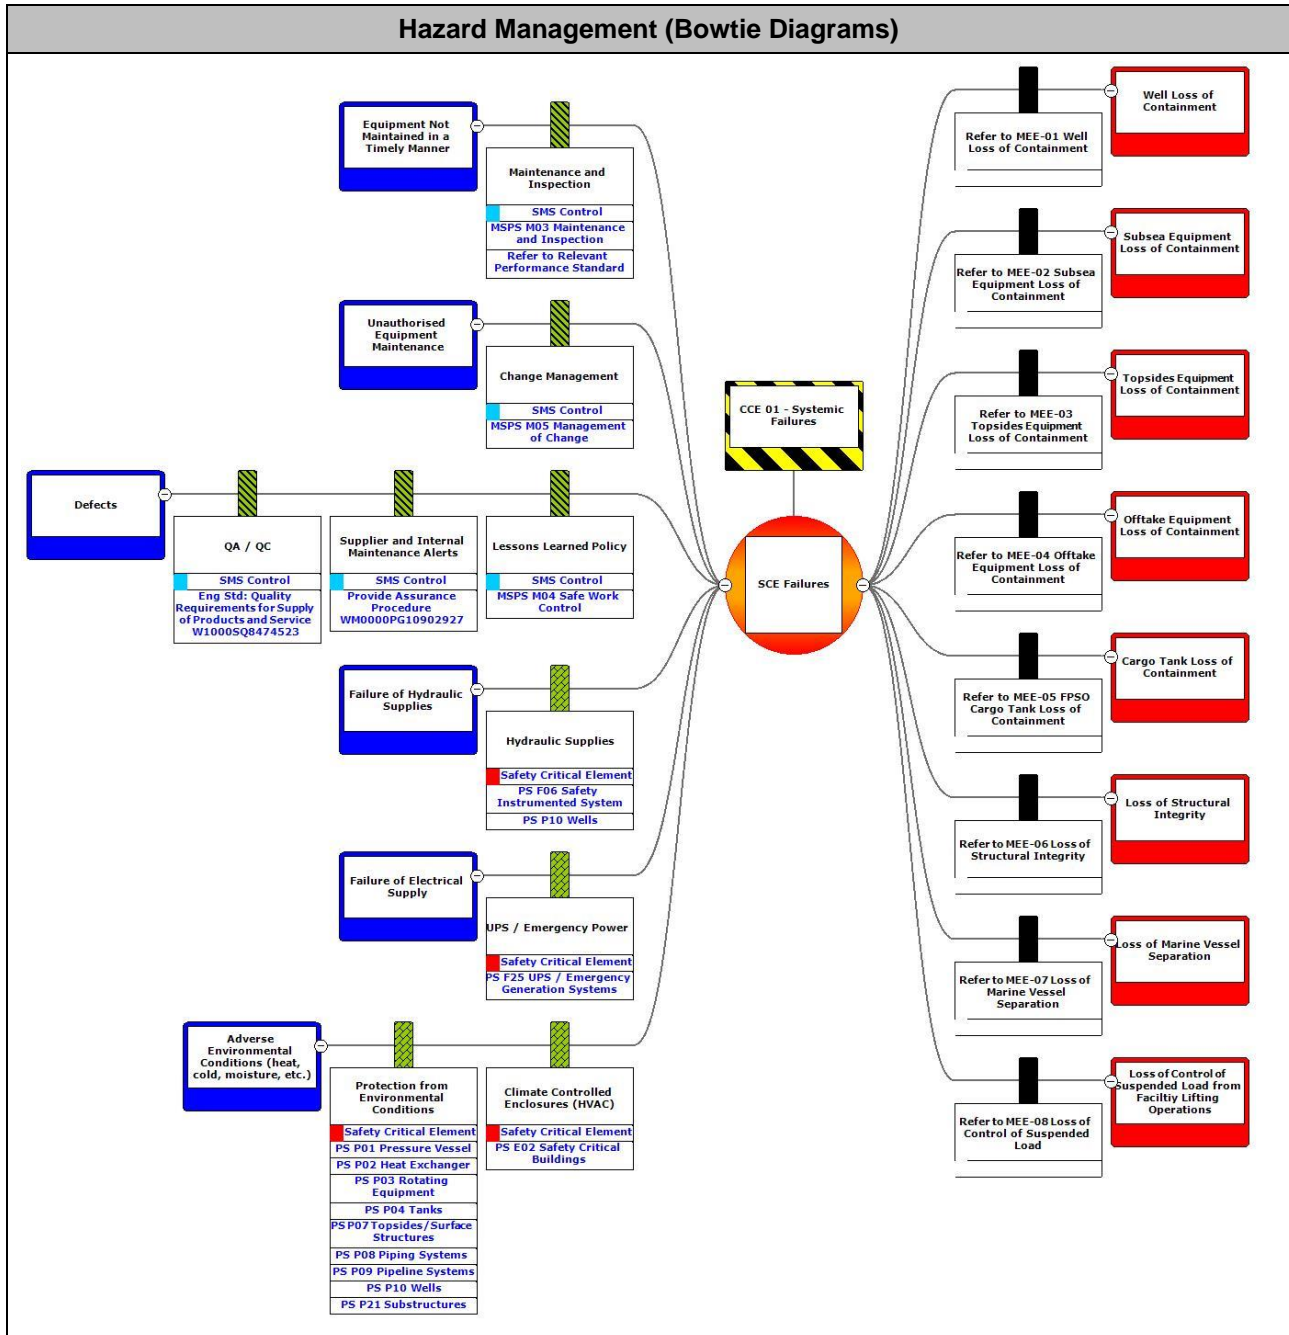 Hazard Management (Bowtie Diagrams)
Equipment Not
Maintained in a
Timely Manner
Maintenance and
Inspection
SMS Control
MSPS M03 Maintenance
and Inspection
Refer to Relevant
Performance Standard
Unauthorised
Equipment
Maintenance
Change Management
SMS Control
MSPS M05 Management
of Change
Defects
QA / QC
SMS Control
Eng Std: Quality
Requirements for Supply
of Products and Service
W1000SQ8474523
Supplier and Internal
Maintenance Alerts
SMS Control
Provide Assurance
Procedure
WM0000PG10902927
Lessons Learned Policy
SMS Control
MSPS M04 Safe Work
Control
Failure of Hydraulic
Supplies
Hydraulic Supplies
Safety Critical Element
PS F06 Safety
Instrumented System
PS P10 Wells
Failure of Electrical
Supply
UPS / Emergency Power
Safety Critical Element
PS F25 UPS / Emergency
Generation Systems
Adverse
Environmental
Conditions (heat,
cold, moisture, etc.)
Protection from
Environmental
Conditions
Safety Critical Element
PS P01 Pressure Vessel
PS P02 Heat Exchanger
PS P03 Rotating
Equipment
PS P04 Tanks
PS P07 Topsides/Surface
Structures
PS P08 Piping Systems
PS P09 Pipeline Systems
PS P10 Wells
PS P21 Substructures
Climate Controlled
Enclosures (HVAC)
Safety Critical Element
PS E02 Safety Critical
Buildings
CCE 01 - Systemic
Failures
SCE Failures
Refer to MEE-01 Well
Loss of Containment
Well Loss of
Containment
Refer to MEE-02 Subsea
Equipment Loss of
Containment
Subsea Equipment
Loss of Containment
Refer to MEE-03
Topsides Equipment
Loss of Containment
Topsides Equipment
Loss of Containment
Refer to MEE-04 Offtake
Equipment Loss of
Containment
Offtake Equipment
Loss of Containment
Refer to MEE-05 FPSO
Cargo Tank Loss of
Containment
Cargo Tank Loss of
Containment
Refer to MEE-06 Loss of
Structural Integrity
Loss of Structural
Integrity
Refer to MEE-07 Loss of
Marine Vessel
Separation
Loss of Marine Vessel
Separation
Refer to MEE-08 Loss of
Control of Suspended
Load
Loss of Control of
Suspended Load from
Faciltiy Lifting
Operations